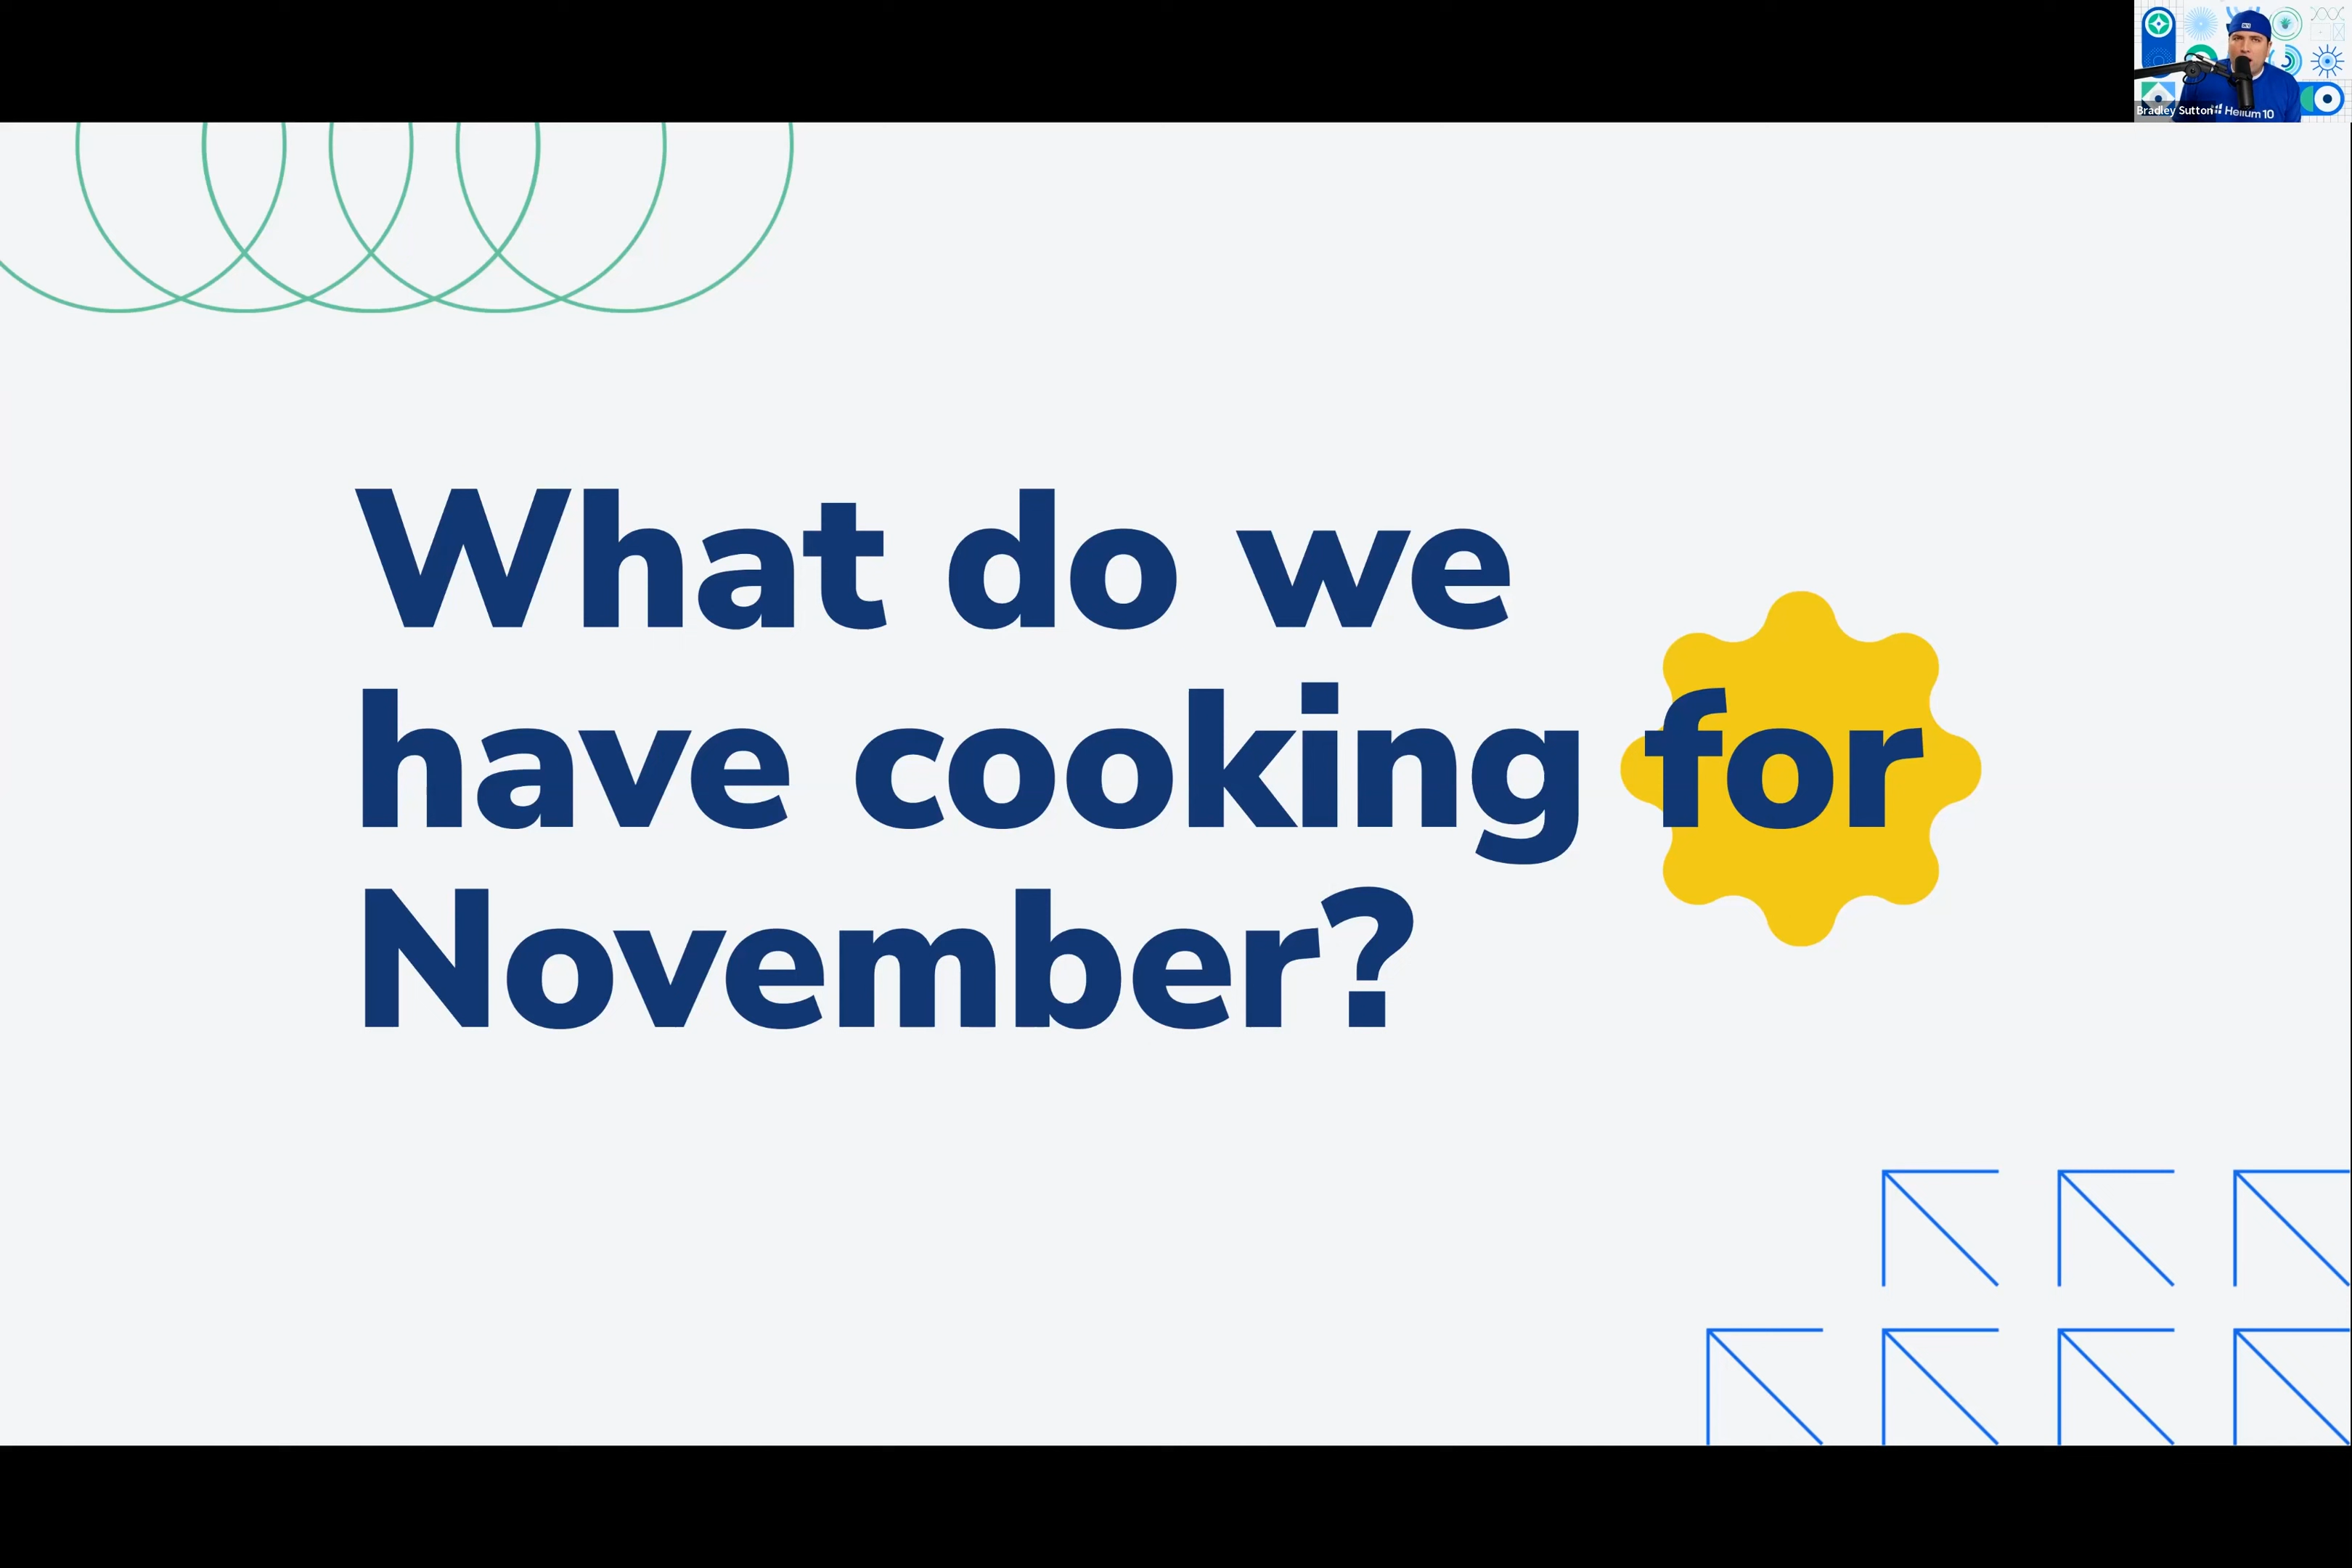 Bradley Sutton
Helium 10
What do we
have cooking for
November?